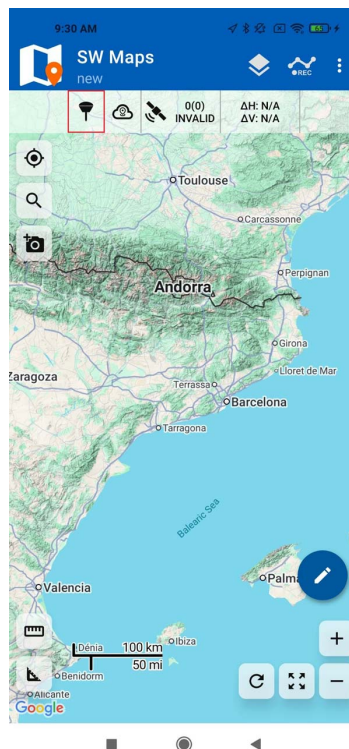 9:30 AM
SW Maps
new
REC
0(0)
INVALID
ΔH: N/A
ΔV: N/A
Toulouse
Carcassonne
Perpignan
Andorra
Girona
Lloret de Mar
Zaragoza
Terrassa
Barcelona
Tarragona
Balearic Sea
Palma
Valencia
Dénia
100 km
Ibiza
50 mi
Benidorm
Alicante
Google